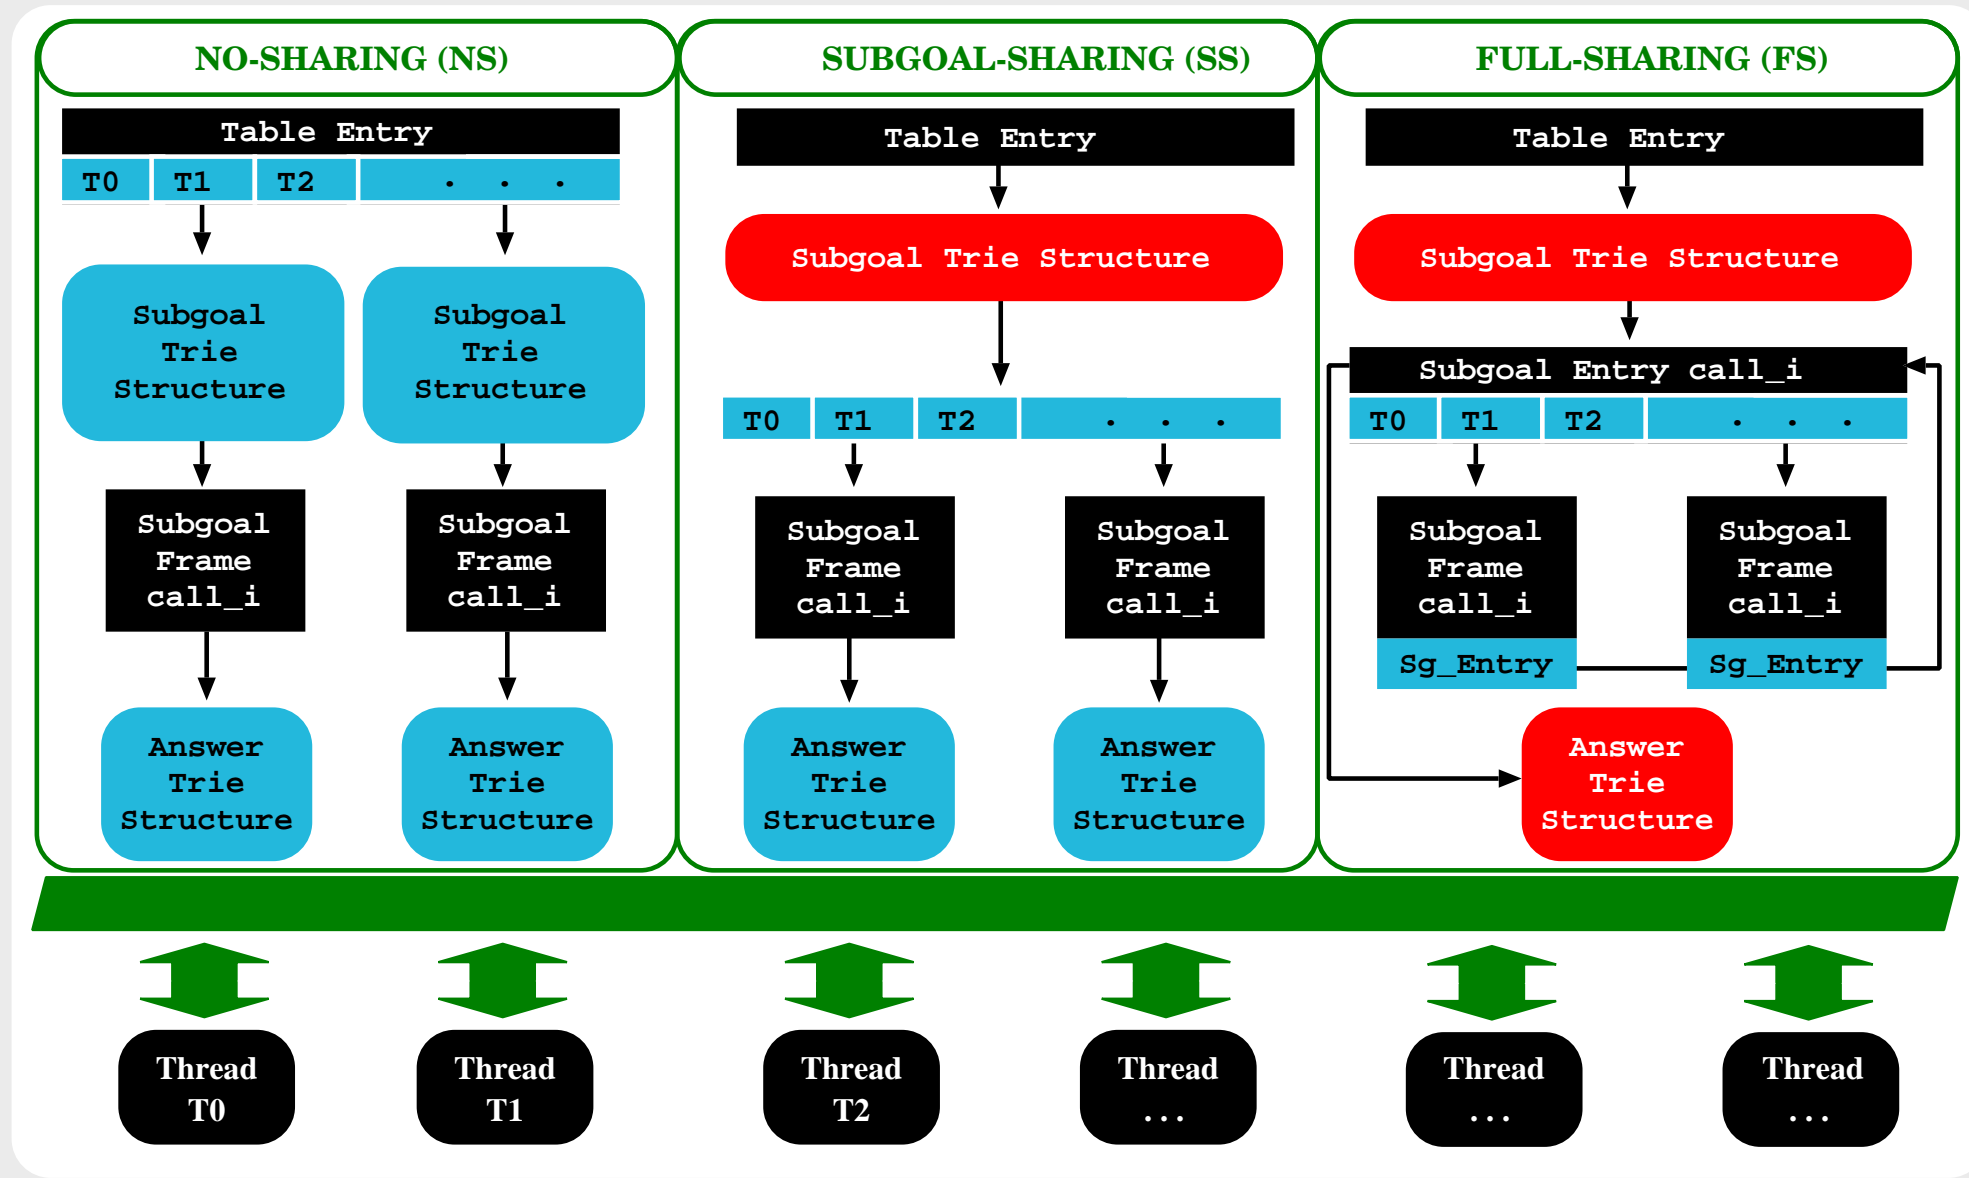 NO-SHARING (NS)
Table Entry
T0 T1 T2 . . .
Subgoal
Trie
Structure
Subgoal
Trie
Structure
Subgoal
Frame
call_i
Subgoal
Frame
call_i
Answer
Trie
Structure
Answer
Trie
Structure
SUBGOAL-SHARING (SS)
Table Entry
Subgoal Trie Structure
T0 T1 T2 . . .
Subgoal
Frame
call_i
Subgoal
Frame
call_i
Answer
Trie
Structure
Answer
Trie
Structure
FULL-SHARING (FS)
Table Entry
Subgoal Trie Structure
Subgoal Entry call_i
T0 T1 T2 . . .
Subgoal
Frame
call_i
Sg_Entry
Subgoal
Frame
call_i
Sg_Entry
Answer
Trie
Structure
Thread
T0
Thread
T1
Thread
T2
Thread
...
Thread
...
Thread
...